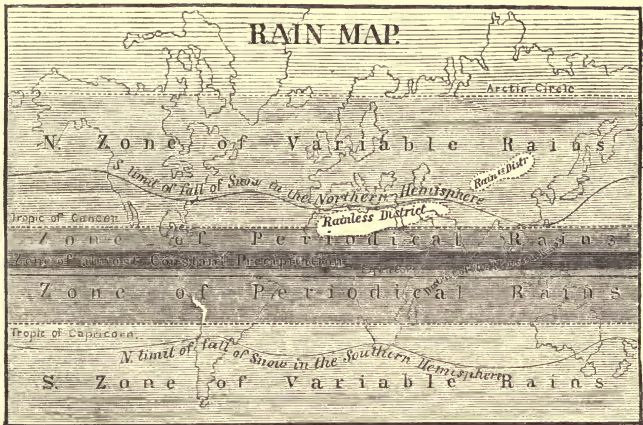 RAIN MAP.
Arctic Circle
N. Zone of Variable Rains
S. limit of fall of Snow in the Northern Hemisphere
Rainless Distr
Rainless District
Tropic of Cancer
Zone of Periodical Rains
Zone of almost Constant Precipitation
Equator
Zone of Periodical Rains
Tropic of Capricorn.
N. limit of fall of Snow in the Southern Hemisphere
S. Zone of Variable Rains